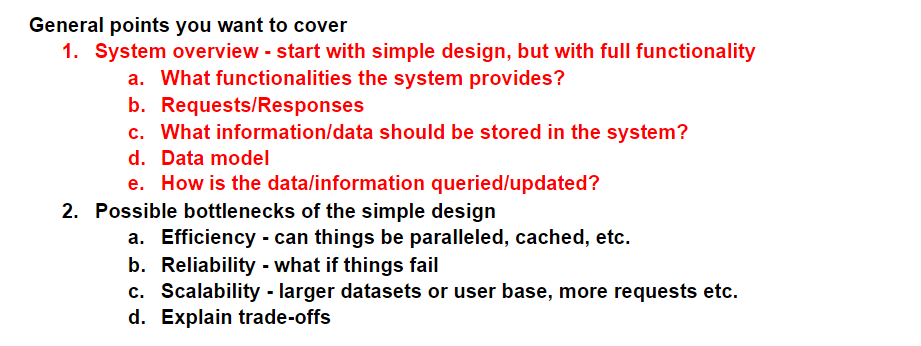 General points you want to cover
1. System overview - start with simple design, but with full functionality
a. What functionalities the system provides?
b. Requests/Responses
c. What information/data should be stored in the system?
d. Data model
e. How is the data/information queried/updated?
2. Possible bottlenecks of the simple design
a. Efficiency - can things be paralleled, cached, etc.
b. Reliability - what if things fail
c. Scalability - larger datasets or user base, more requests etc.
d. Explain trade-offs